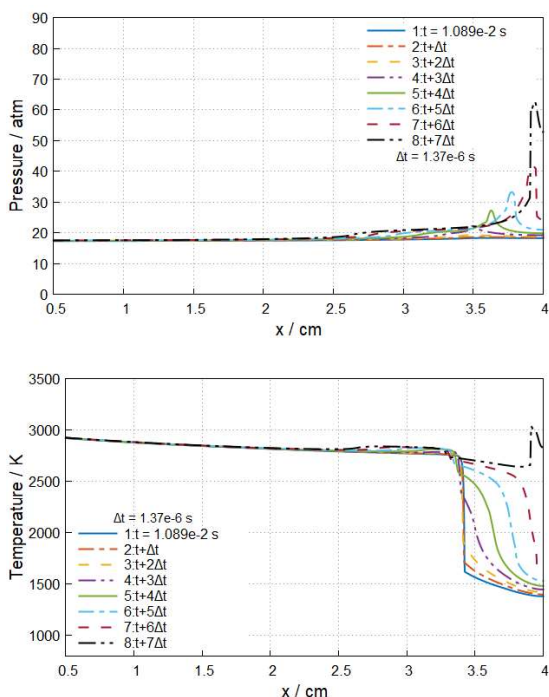 90
80
70
60
50
40
30
20
10
0
Pressure / atm
1:t = 1.089e-2 s
2:t+Δt
3:t+2Δt
4:t+3Δt
5:t+4Δt
6:t+5Δt
7:t+6Δt
8:t+7Δt
Δt = 1.37e-6 s
0.5 1 1.5 2 2.5 3 3.5 4
x / cm
3500
3000
2500
2000
1500
1000
Temperature / K
Δt = 1.37e-6 s
1:t = 1.089e-2 s
2:t+Δt
3:t+2Δt
4:t+3Δt
5:t+4Δt
6:t+5Δt
7:t+6Δt
8:t+7Δt
0.5 1 1.5 2 2.5 3 3.5 4
x / cm